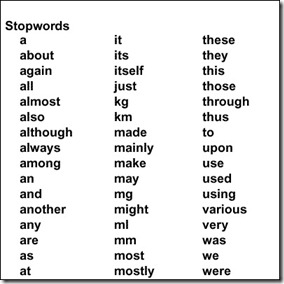 Stopwords
a it these
about its they
again itself this
all just those
almost kg through
also km thus
although made to
always mainly upon
among make use
an may used
and mg using
another might various
any ml very
are mm was
as most we
at mostly were